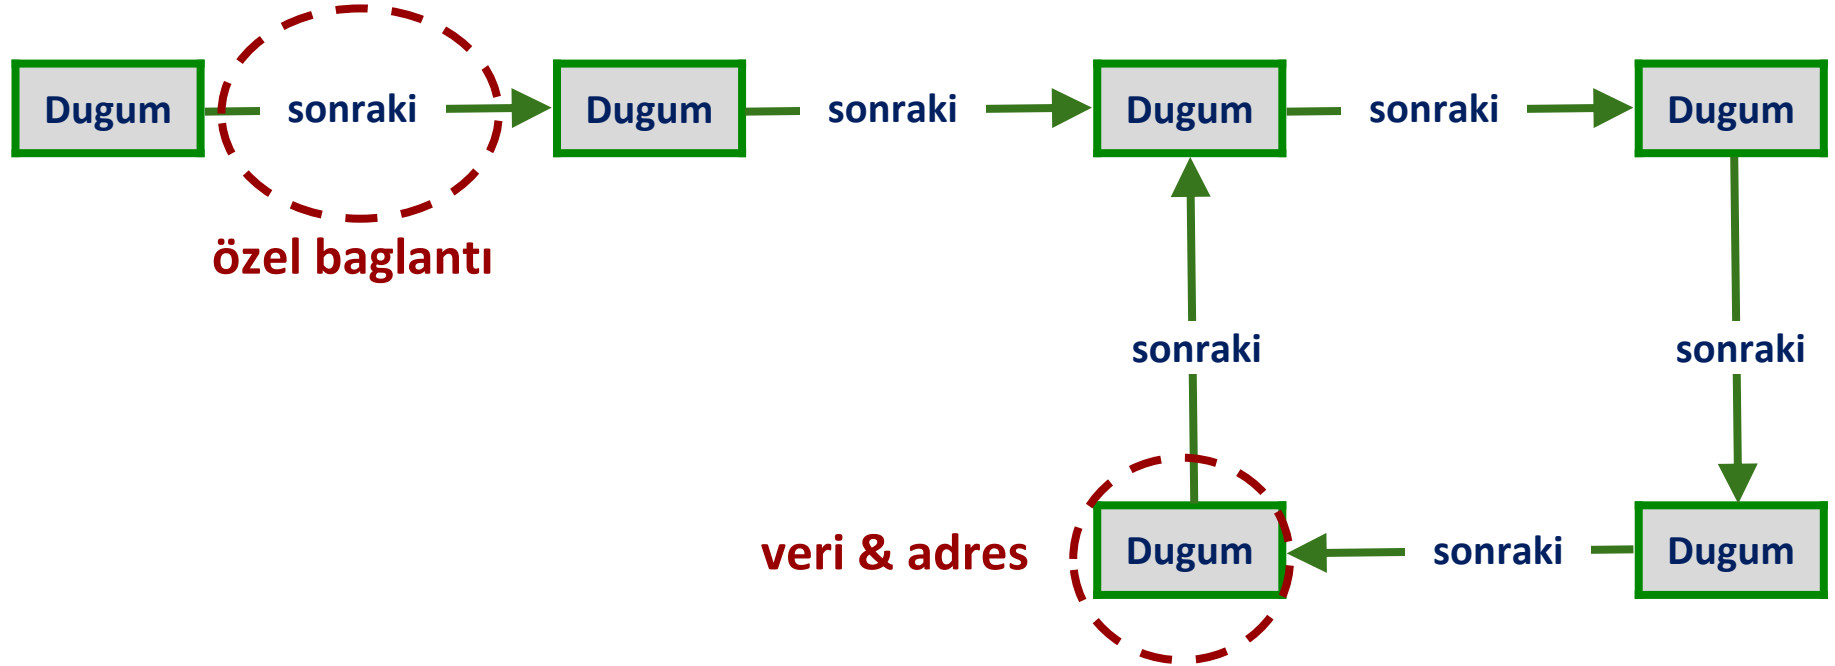 Dugum sonraki Dugum sonraki Dugum sonraki Dugum
özel baglantı
sonraki sonraki
veri & adres Dugum sonraki Dugum